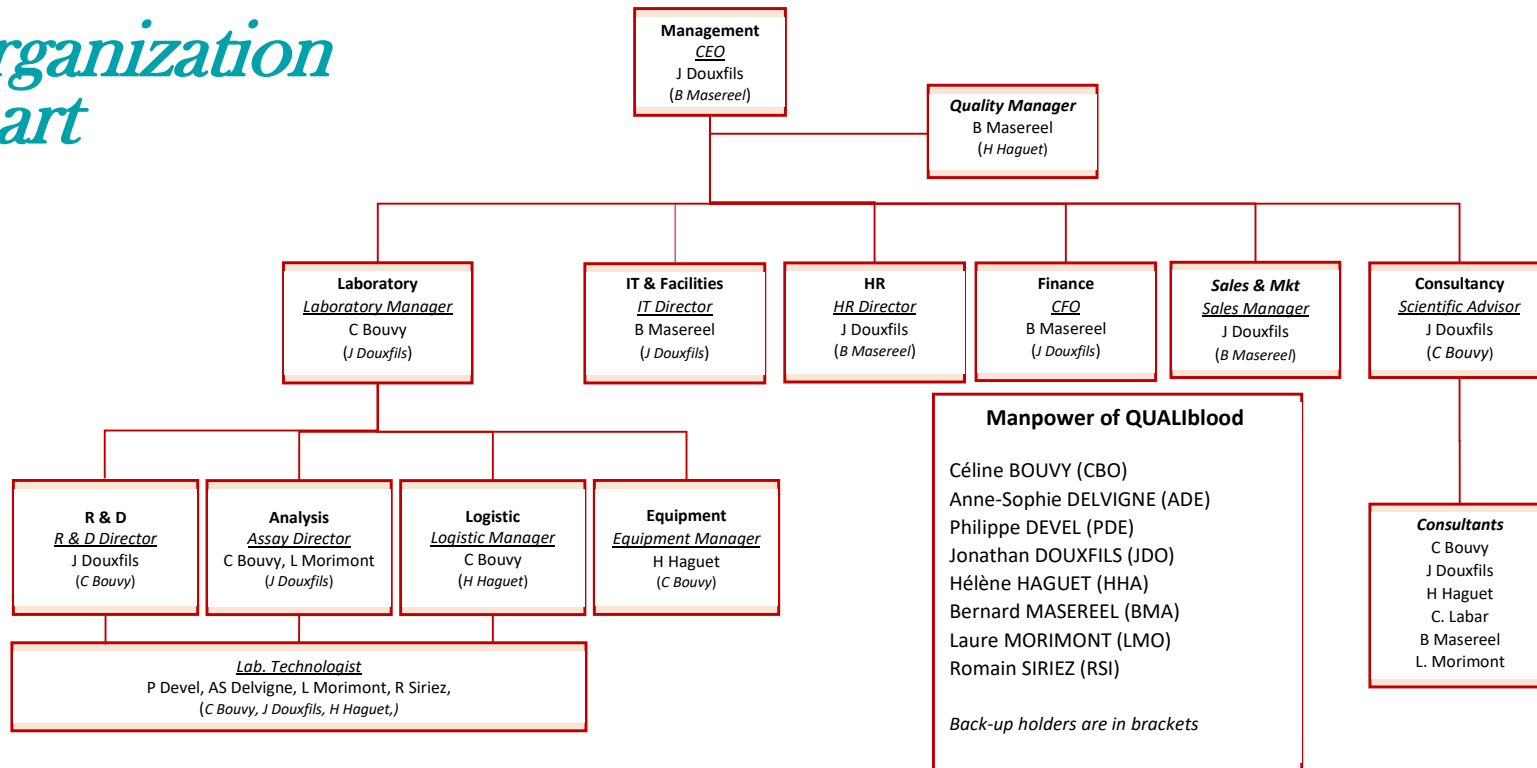 rganization
art
Management
CEO
J Douxfils
(B Masereel)
Quality Manager
B Masereel
(H Haguet)
Laboratory
Laboratory Manager
C Bouvy
(J Douxfils)
IT & Facilities
IT Director
B Masereel
(J Douxfils)
HR
HR Director
J Douxfils
(B Masereel)
Finance
CFO
B Masereel
(J Douxfils)
Sales & Mkt
Sales Manager
J Douxfils
(B Masereel)
Consultancy
Scientific Advisor
J Douxfils
(C Bouvy)
R & D
R & D Director
J Douxfils
(C Bouvy)
Analysis
Assay Director
C Bouvy, L Morimont
(J Douxfils)
Logistic
Logistic Manager
C Bouvy
(H Haguet)
Equipment
Equipment Manager
H Haguet
(C Bouvy)
Lab. Technologist
P Devel, AS Delvigne, L Morimont, R Siriez,
(C Bouvy, J Douxfils, H Haguet,)
Manpower of QUALIblood
Céline BOUVY (CBO)
Anne-Sophie DELVIGNE (ADE)
Philippe DEVEL (PDE)
Jonathan DOUXFILS (JDO)
Hélène HAGUET (HHA)
Bernard MASEREEL (BMA)
Laure MORIMONT (LMO)
Romain SIRIEZ (RSI)
Back-up holders are in brackets
Consultants
C Bouvy
J Douxfils
H Haguet
C. Labar
B Masereel
L. Morimont